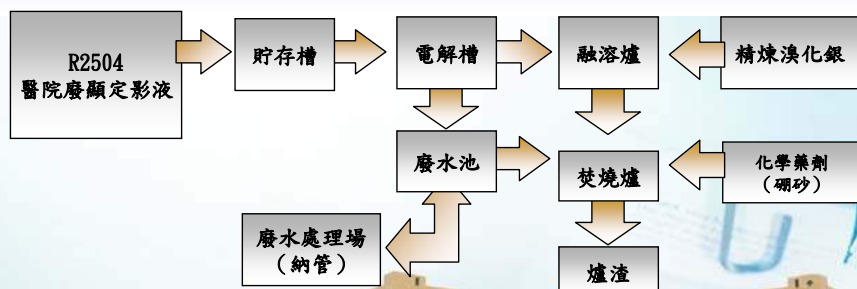 R2504
醫院廢顯定影液
貯存槽
電解槽
融溶爐
精煉溴化銀
廢水池
焚燒爐
化學藥劑
（硼砂）
廢水處理場
（納管）
爐渣